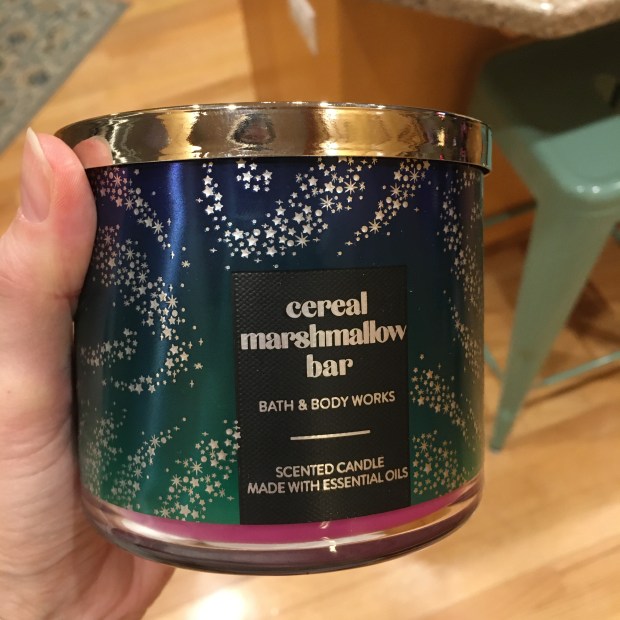 cereal
marshmallow
bar
BATH & BODY WORKS
SCENTED CANDLE
MADE WITH ESSENTIAL OILS